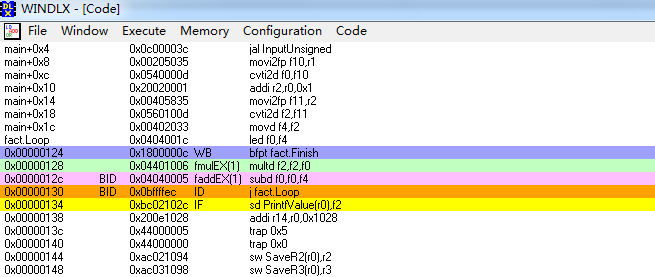 WINDLX - [Code]
File Window Execute Memory Configuration Code
main+0x4 0x0c00003c jal InputUnsigned
main+0x8 0x00205035 movi2fp f10,r1
main+0xc 0x0540000d cvti2d f0,f10
main+0x10 0x20020001 addi r2,r0,0x1
main+0x14 0x00405835 movi2fp f11,r2
main+0x18 0x0560100d cvti2d f2,f11
main+0x1c 0x00402033 movd f4,f2
fact.Loop 0x0404001c led f0,f4
0x00000124 0x1800000c WB bfpt fact.Finish
0x00000128 0x04401006 fmulEX(1) multd f2,f2,f0
0x0000012c BID 0x04040005 faddEX(1) subd f0,f0,f4
0x00000130 BID 0x0bffffec ID j fact.Loop
0x00000134 0xbc02102c IF sd PrintfValue(r0),f2
0x00000138 0x200e1028 addi r14,r0,0x1028
0x0000013c 0x44000005 trap 0x5
0x00000140 0x44000000 trap 0x0
0x00000144 0xac021094 sw SaveR2(r0),r2
0x00000148 0xac031098 sw SaveR3(r0),r3